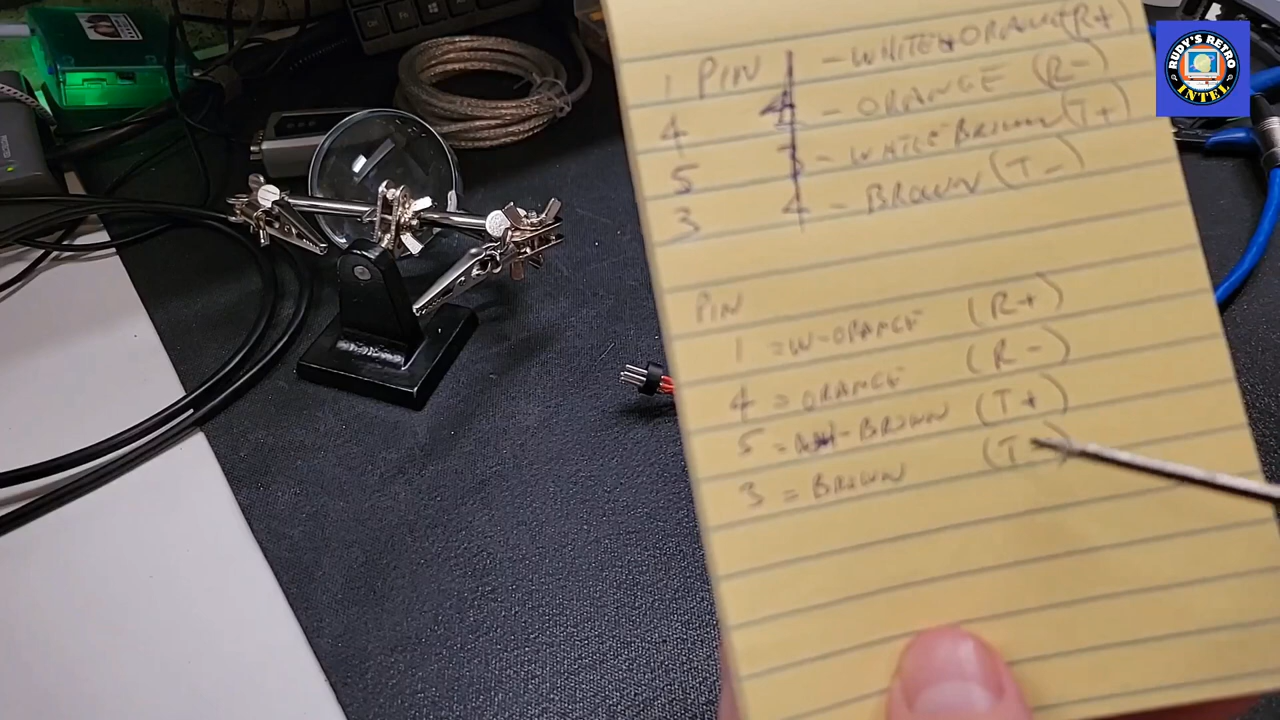 RUDY'S RETRO
INTEL
1 PIN - WHITE+ORANGE (R+)
4 - ORANGE (R-)
5 3 - WHITE BROWN (T+)
3 4 - BROWN (T-)
PIN
1 = W-ORANGE (R+)
4 = ORANGE (R-)
5 = -BROWN (T+)
3 = BROWN (T-)